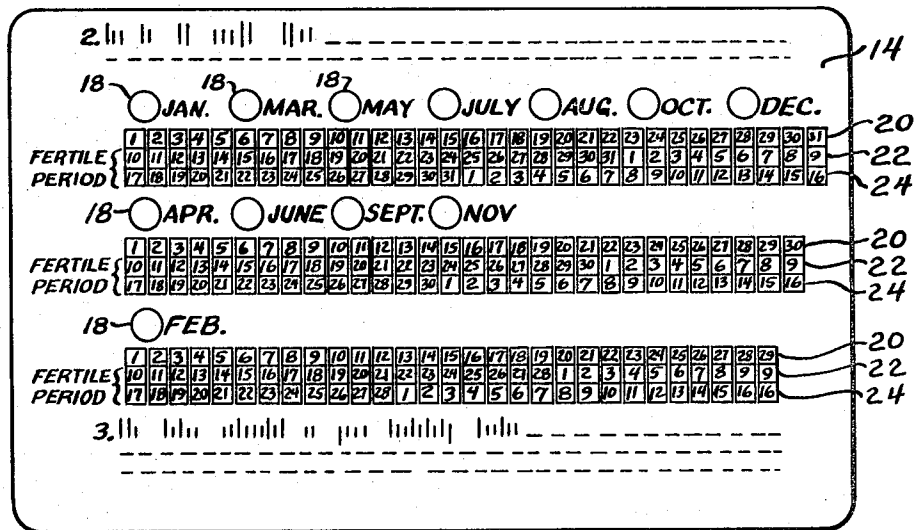 2.
14
18 18 18
JAN. MAR. MAY JULY AUG. OCT. DEC.
1 2 3 4 5 6 7 8 9 10 11 12 13 14 15 16 17 18 19 20 21 22 23 24 25 26 27 28 29 30 31 20
FERTILE 10 11 12 13 14 15 16 17 18 19 20 21 22 23 24 25 26 27 28 29 30 31 1 2 3 4 5 6 7 8 9 22
PERIOD 17 18 19 20 21 22 23 24 25 26 27 28 29 30 31 1 2 3 4 5 6 7 8 9 10 11 12 13 14 15 16 24
18 APR. JUNE SEPT. NOV
1 2 3 4 5 6 7 8 9 10 11 12 13 14 15 16 17 18 19 20 21 22 23 24 25 26 27 28 29 30 20
FERTILE 10 11 12 13 14 15 16 17 18 19 20 21 22 23 24 25 26 27 28 29 30 1 2 3 4 5 6 7 8 9 22
PERIOD 17 18 19 20 21 22 23 24 25 26 27 28 29 30 1 2 3 4 5 6 7 8 9 10 11 12 13 14 15 16 24
18 FEB.
1 2 3 4 5 6 7 8 9 10 11 12 13 14 15 16 17 18 19 20 21 22 23 24 25 26 27 28 29 20
FERTILE 10 11 12 13 14 15 16 17 18 19 20 21 22 23 24 25 26 27 28 1 2 3 4 5 6 7 8 9 9 22
PERIOD 17 18 19 20 21 22 23 24 25 26 27 28 1 2 3 4 5 6 7 8 9 10 11 12 13 14 15 16 16 24
3.